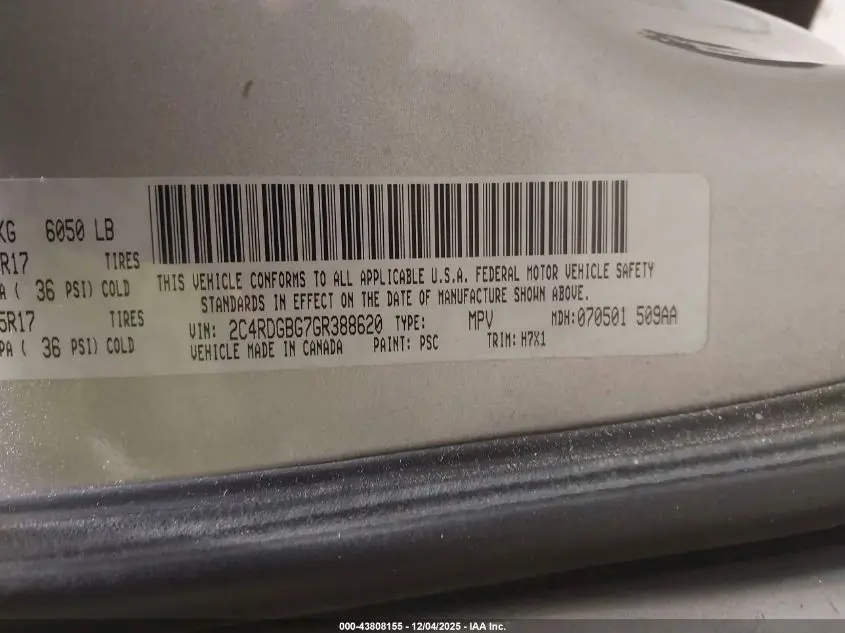 KG 6050 LB
R17 TIRES
A ( 36 PSI) COLD
5R17 TIRES
PA ( 36 PSI) COLD
THIS VEHICLE CONFORMS TO ALL APPLICABLE U.S.A. FEDERAL MOTOR VEHICLE SAFETY
STANDARDS IN EFFECT ON THE DATE OF MANUFACTURE SHOWN ABOVE.
VIN: 2C4RDGBG7GR388620 TYPE: MPV MDH:070501 509AA
VEHICLE MADE IN CANADA PAINT: PSC TRIM: H7X1
000-43808155 - 12/04/2025 - IAA Inc.